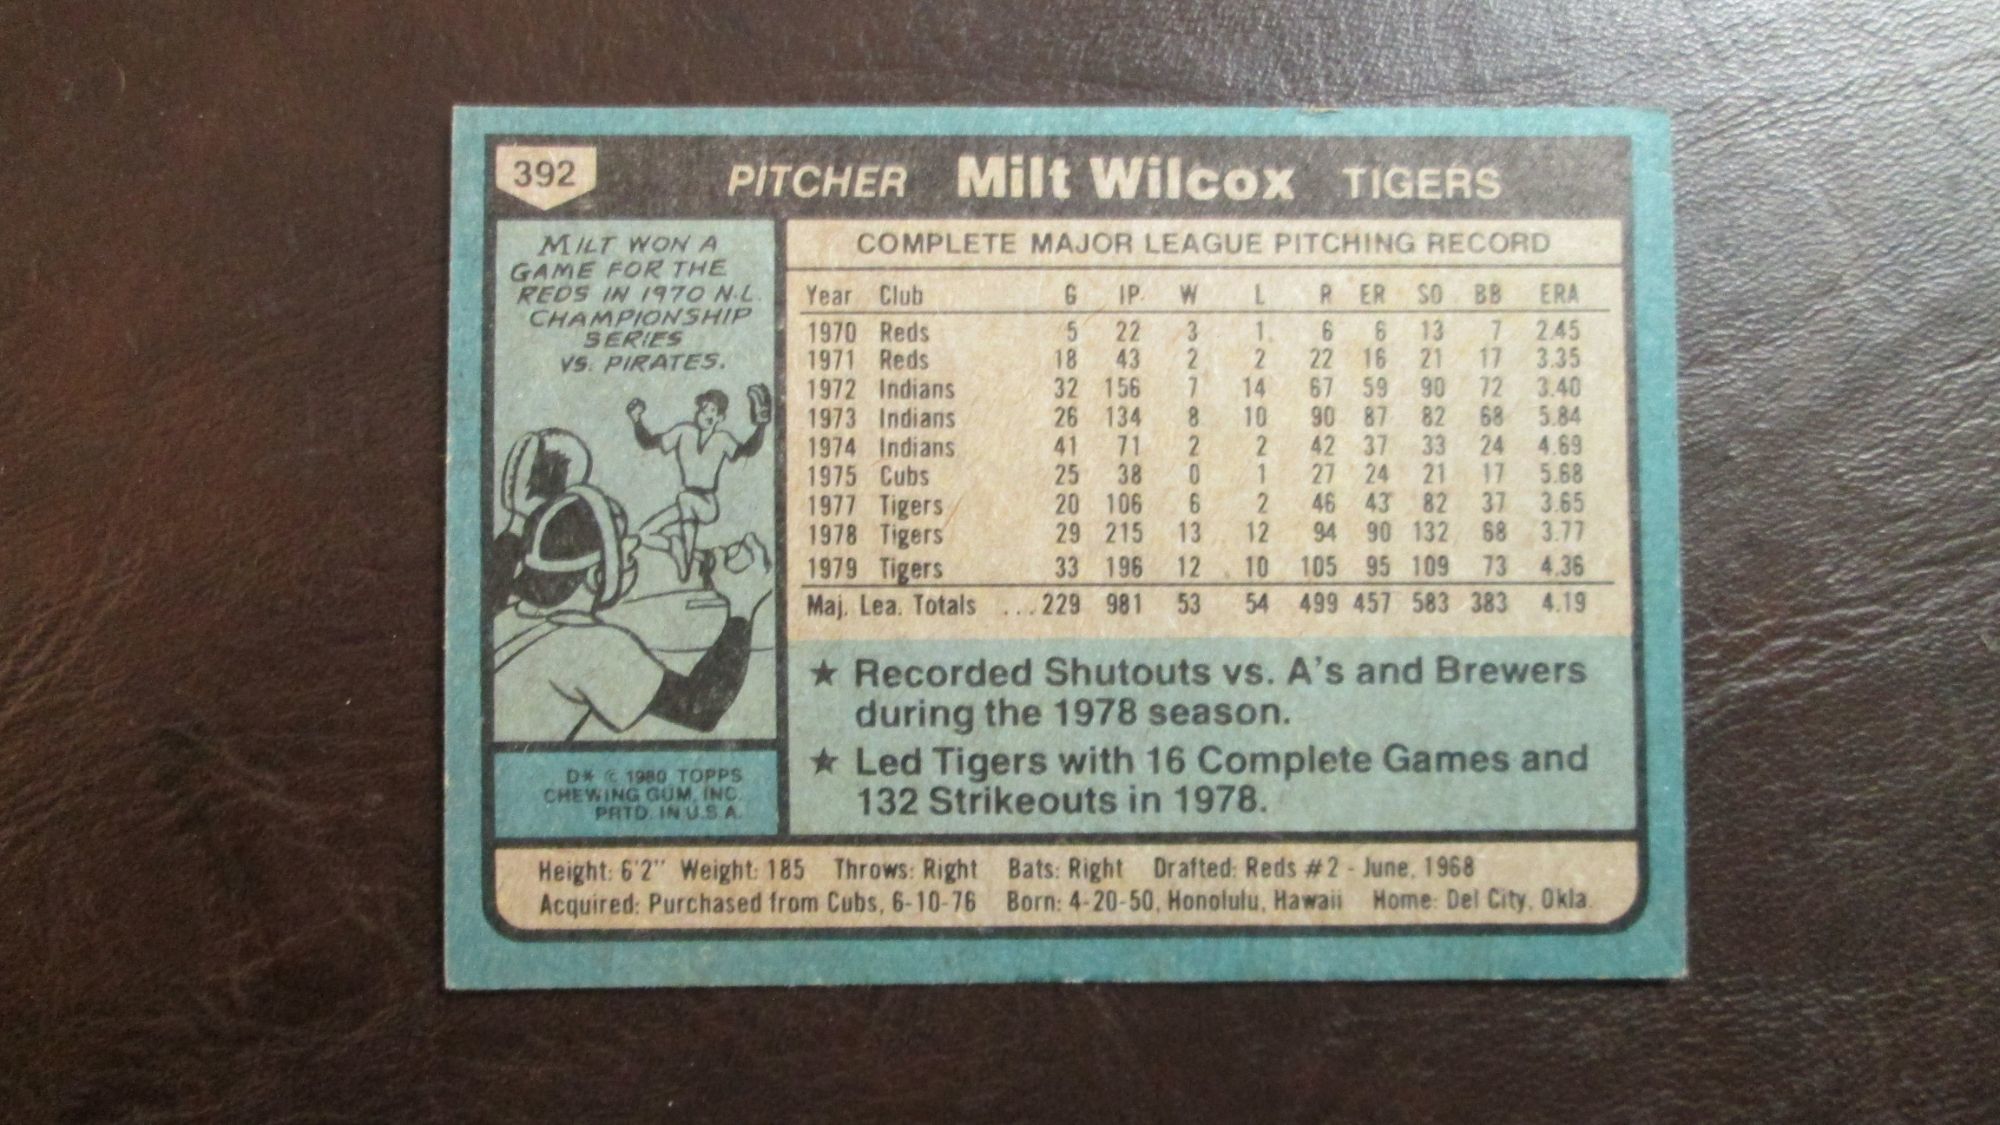 392 PITCHER Milt Wilcox TIGERS
MILT WON A
GAME FOR THE
REDS IN 1970 N.L.
CHAMPIONSHIP
SERIES
VS. PIRATES.
D* © 1980 TOPPS
CHEWING GUM, INC.
PRTD. IN U.S.A.
COMPLETE MAJOR LEAGUE PITCHING RECORD
Year Club G IP W L R ER SO BB ERA
1970 Reds 5 22 3 1 6 6 13 7 2.45
1971 Reds 18 43 2 2 22 16 21 17 3.35
1972 Indians 32 156 7 14 67 59 90 72 3.40
1973 Indians 26 134 8 10 90 87 82 68 5.84
1974 Indians 41 71 2 2 42 37 33 24 4.69
1975 Cubs 25 38 0 1 27 24 21 17 5.68
1977 Tigers 20 106 6 2 46 43 82 37 3.65
1978 Tigers 29 215 13 12 94 90 132 68 3.77
1979 Tigers 33 196 12 10 105 95 109 73 4.36
Maj. Lea. Totals ...229 981 53 54 499 457 583 383 4.19
★ Recorded Shutouts vs. A's and Brewers
during the 1978 season.
★ Led Tigers with 16 Complete Games and
132 Strikeouts in 1978.
Height: 6'2" Weight: 185 Throws: Right Bats: Right Drafted: Reds #2 - June, 1968
Acquired: Purchased from Cubs, 6-10-76 Born: 4-20-50, Honolulu, Hawaii Home: Del City, Okla.